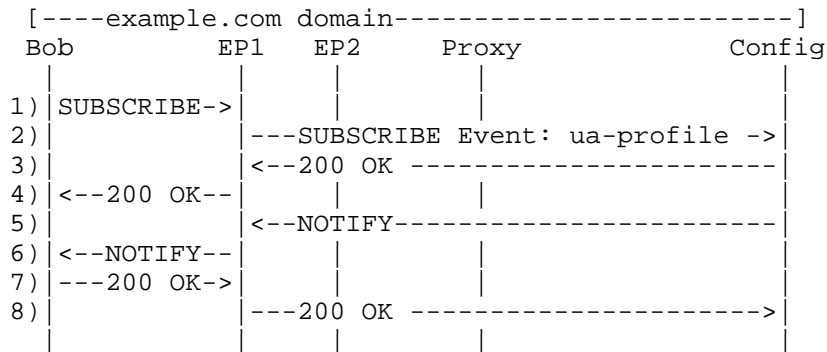 [----example.com domain-------------------------]
Bob EP1 EP2 Proxy Config
| | | | |
1)|SUBSCRIBE->| | | |
2)| |---SUBSCRIBE Event: ua-profile ->|
3)| |<--200 OK -----------------------|
4)|<--200 OK--| | | |
5)| |<--NOTIFY------------------------|
6)|<--NOTIFY--| | | |
7)|---200 OK->| | | |
8)| |---200 OK ---------------------->|
| | | | |